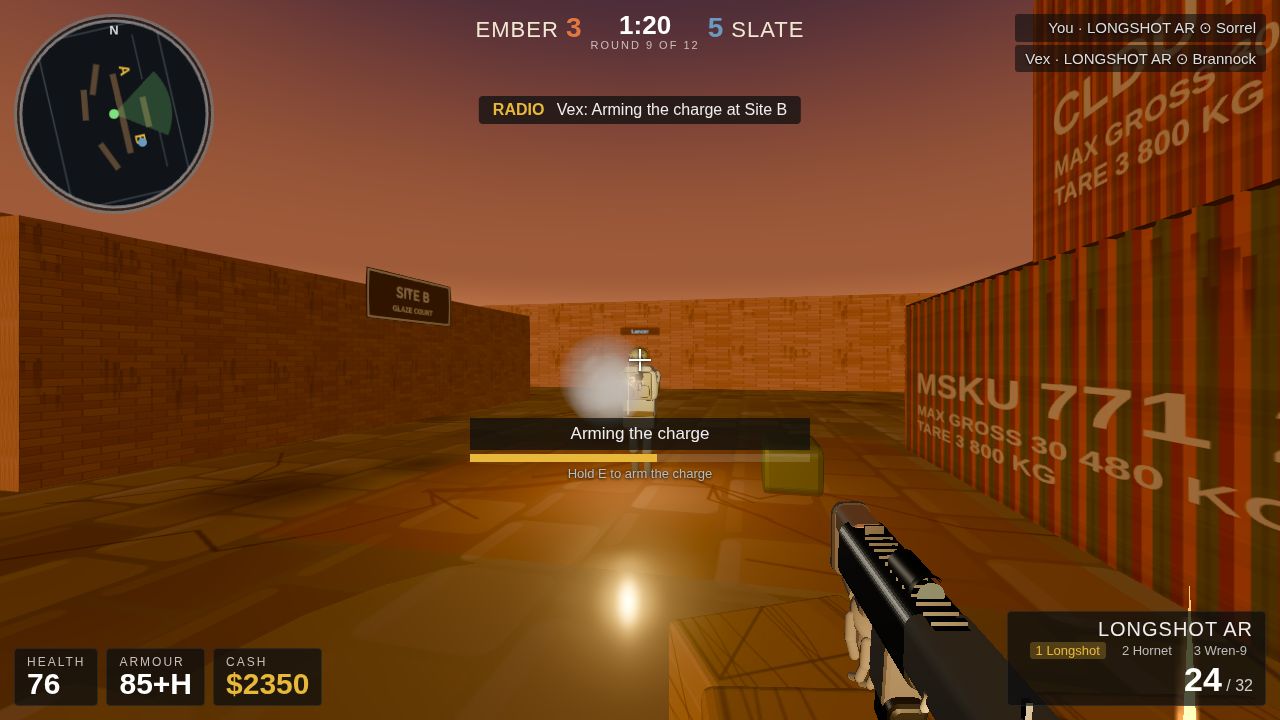 N
A
B
EMBER 3 1:20 5 SLATE
ROUND 9 OF 12
You · LONGSHOT AR ⊙ Sorrel
Vex · LONGSHOT AR ⊙ Brannock
RADIO Vex: Arming the charge at Site B
MAX GROSS
TARE 3 800 KG
SITE B
GLAZE COURT
Lancer
MSKU 771
MAX GROSS 30 480 KG
TARE 3 800 KG
Arming the charge
Hold E to arm the charge
HEALTH
76
ARMOUR
85+H
CASH
$2350
LONGSHOT AR
1 Longshot 2 Hornet 3 Wren-9
24 / 32